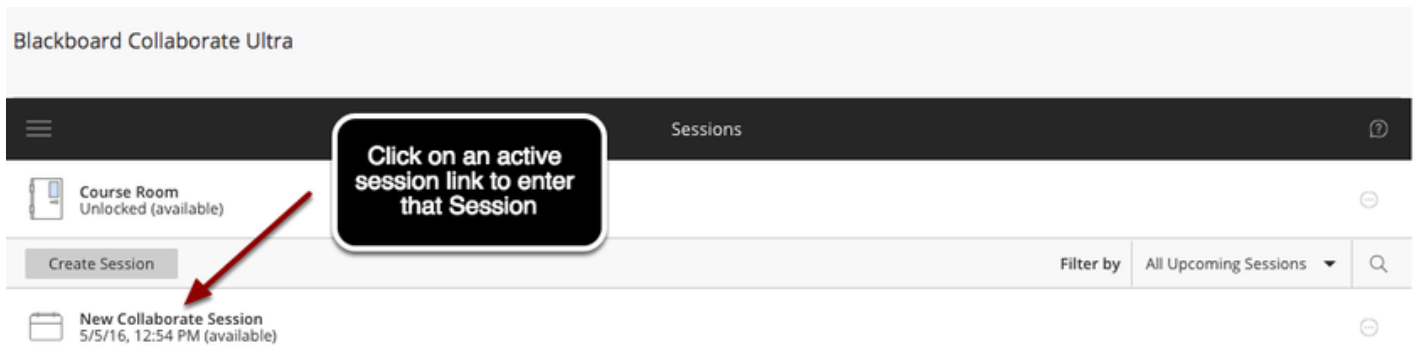 Blackboard Collaborate Ultra
Sessions
Click on an active
session link to enter
that Session
Course Room
Unlocked (available)
Create Session
Filter by
All Upcoming Sessions
New Collaborate Session
5/5/16, 12:54 PM (available)